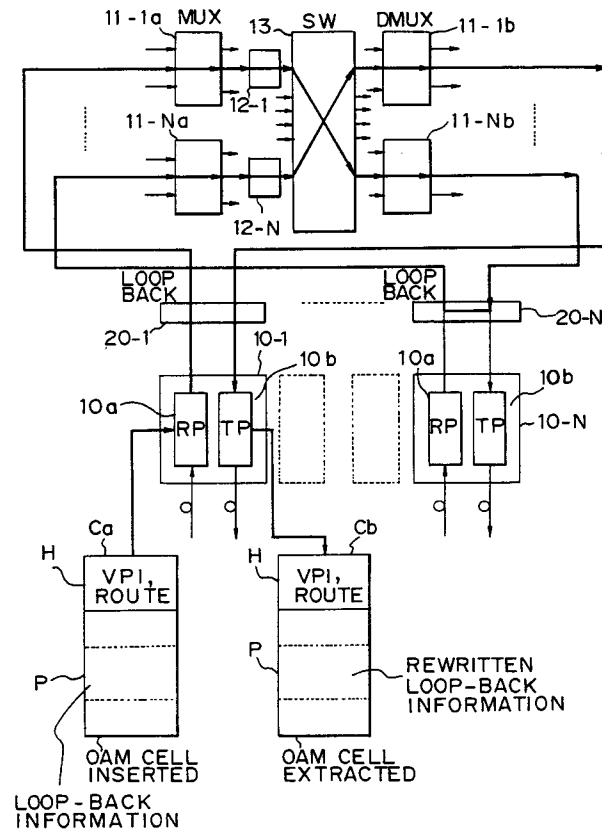 11-1a MUX 13 SW DMUX 11-1b
12-1
11-Na 11-Nb
12-N
LOOP
BACK
LOOP
BACK
20-1 20-N
10-1
10b 10a 10b
10a
RP TP RP TP 10-N
Ca Cb
H VPI, H VPI,
ROUTE ROUTE
P P
REWRITTEN
LOOP-BACK
INFORMATION
OAM CELL OAM CELL
INSERTED EXTRACTED
LOOP-BACK
INFORMATION